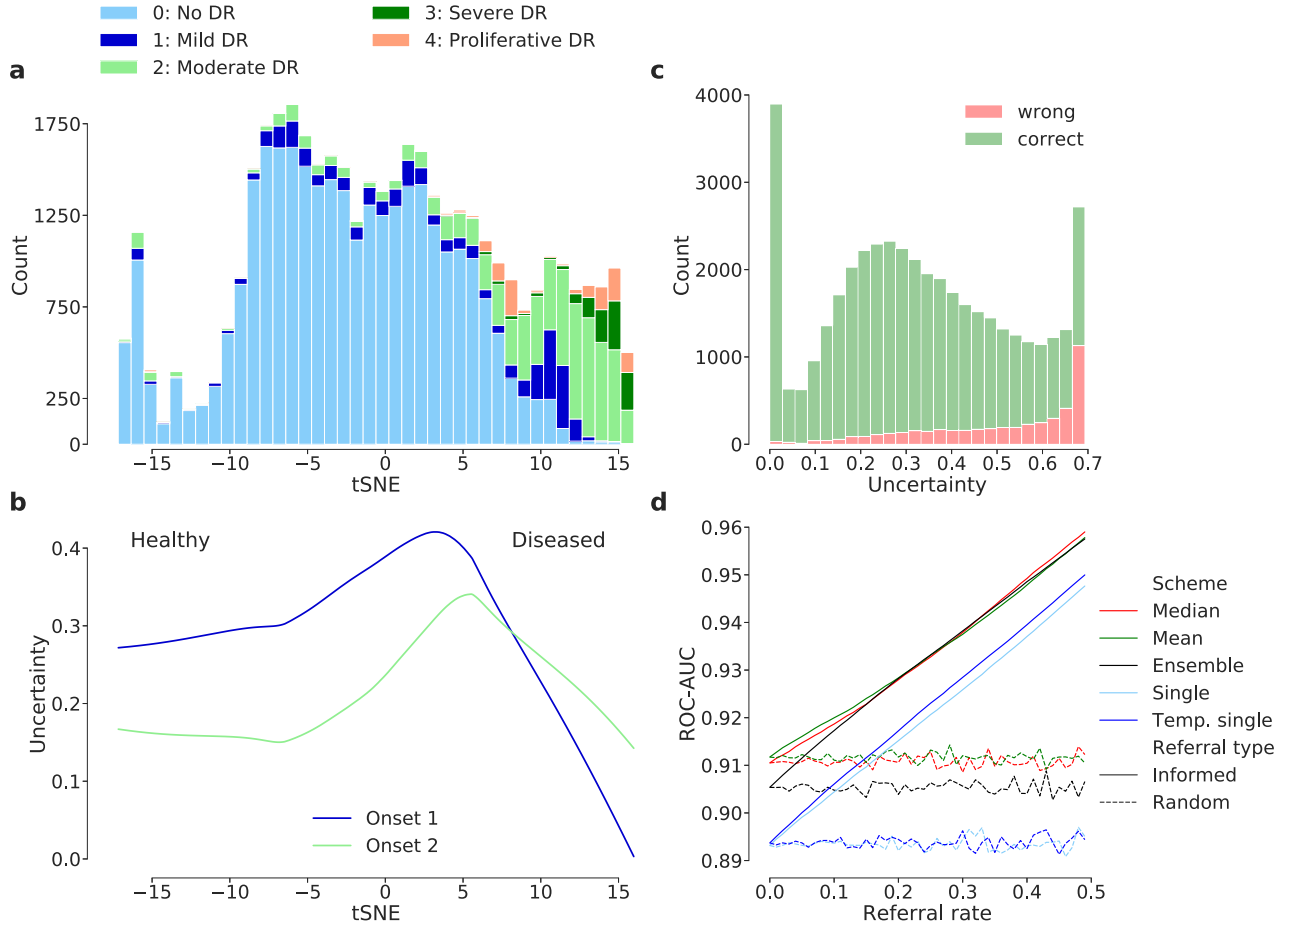 0: No DR
1: Mild DR
2: Moderate DR
3: Severe DR
4: Proliferative DR
a
1750
1250
750
250
0
Count
−15
−10
−5
0
5
10
15
tSNE
c
wrong
correct
4000
3000
2000
1000
0
Count
0.0
0.1
0.2
0.3
0.4
0.5
0.6
0.7
Uncertainty
b
Healthy
Diseased
0.4
0.3
0.2
0.1
0.0
Uncertainty
Onset 1
Onset 2
−15
−10
−5
0
5
10
15
tSNE
d
0.96
0.95
0.94
0.93
0.92
0.91
0.90
0.89
ROC-AUC
0.0
0.1
0.2
0.3
0.4
0.5
Referral rate
Scheme
Median
Mean
Ensemble
Single
Temp. single
Referral type
Informed
Random